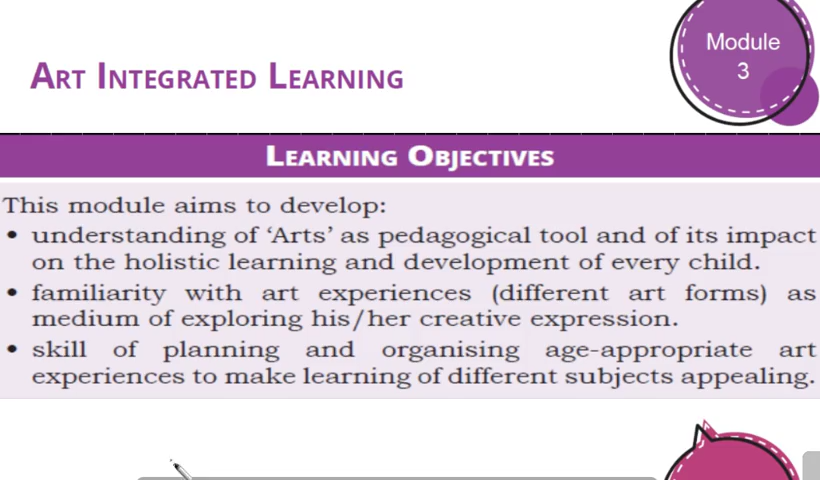 Module
3
Art Integrated Learning
Learning Objectives
This module aims to develop:
• understanding of ‘Arts’ as pedagogical tool and of its impact
on the holistic learning and development of every child.
• familiarity with art experiences (different art forms) as
medium of exploring his/her creative expression.
• skill of planning and organising age-appropriate art
experiences to make learning of different subjects appealing.